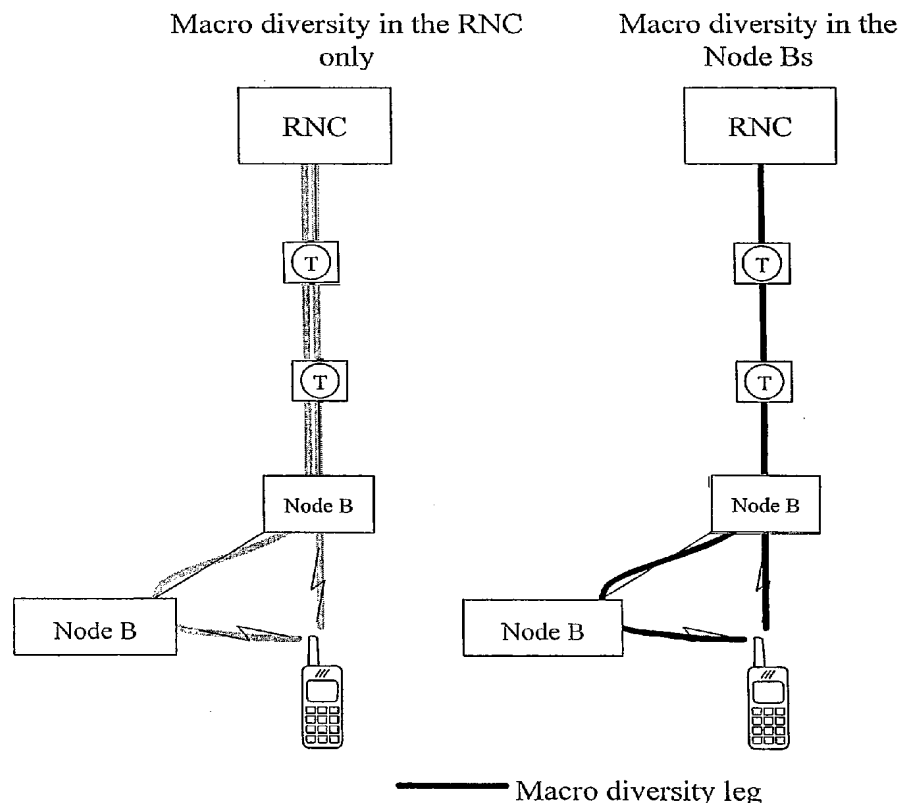 Macro diversity in the RNC
only
Macro diversity in the
Node Bs
RNC
RNC
T
T
T
T
Node B
Node B
Node B
Node B
Macro diversity leg